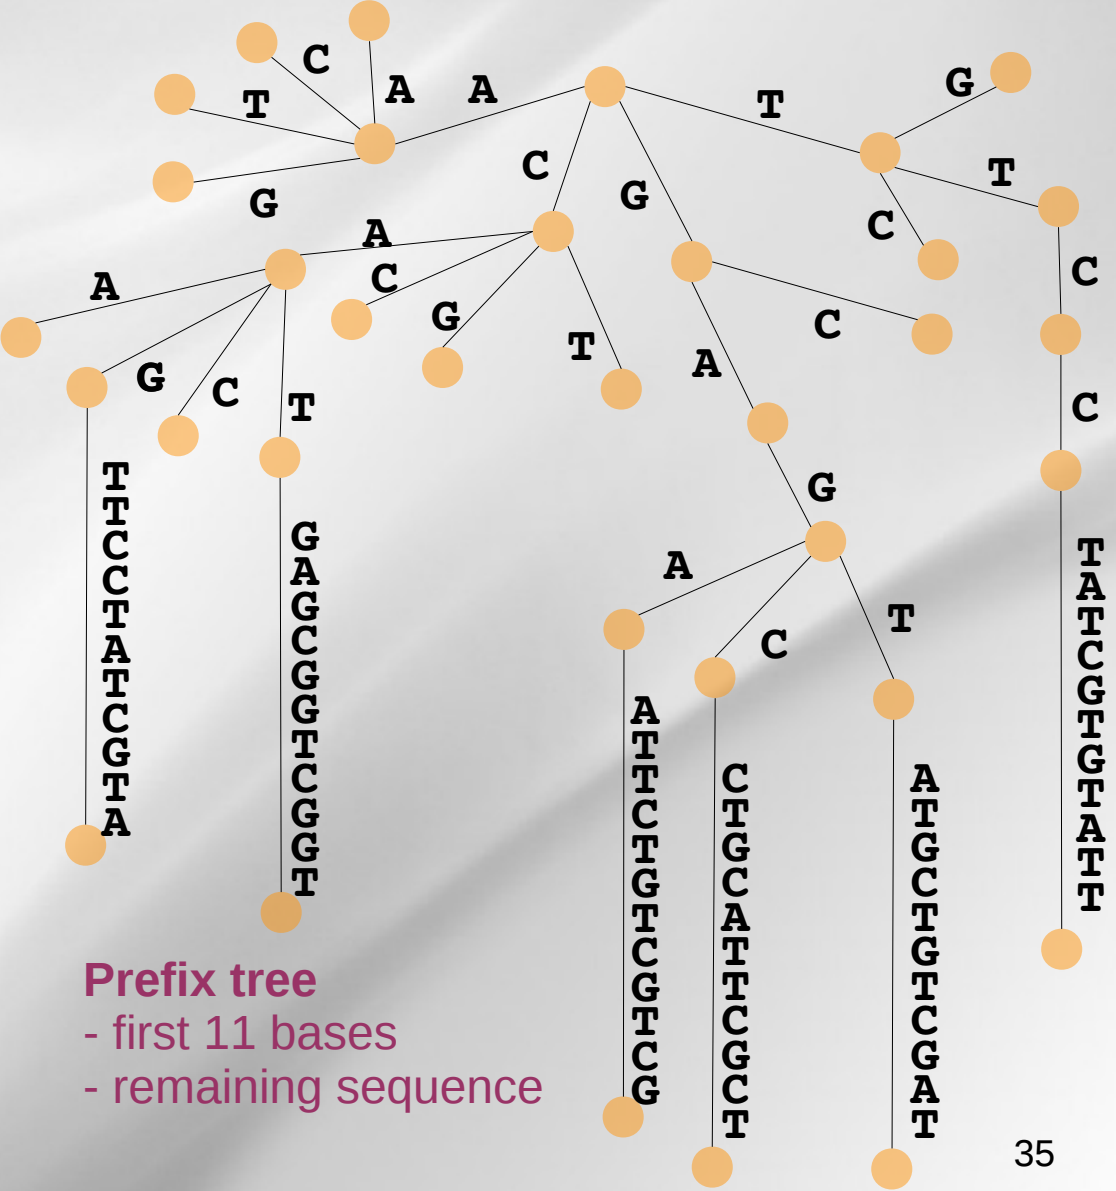 C
A
A
T
T
G
G
A
C
G
T
C
A
C
G
T
A
G
C
T
C
A
C
C
G
A
C
T
TTCCTATCGTA
GAGCGGTCGGT
ATTCTGTCGTCG
CTGCATTCGCT
ATGCTGTCGAT
TATCGTGTATT
Prefix tree
- first 11 bases
- remaining sequence
35